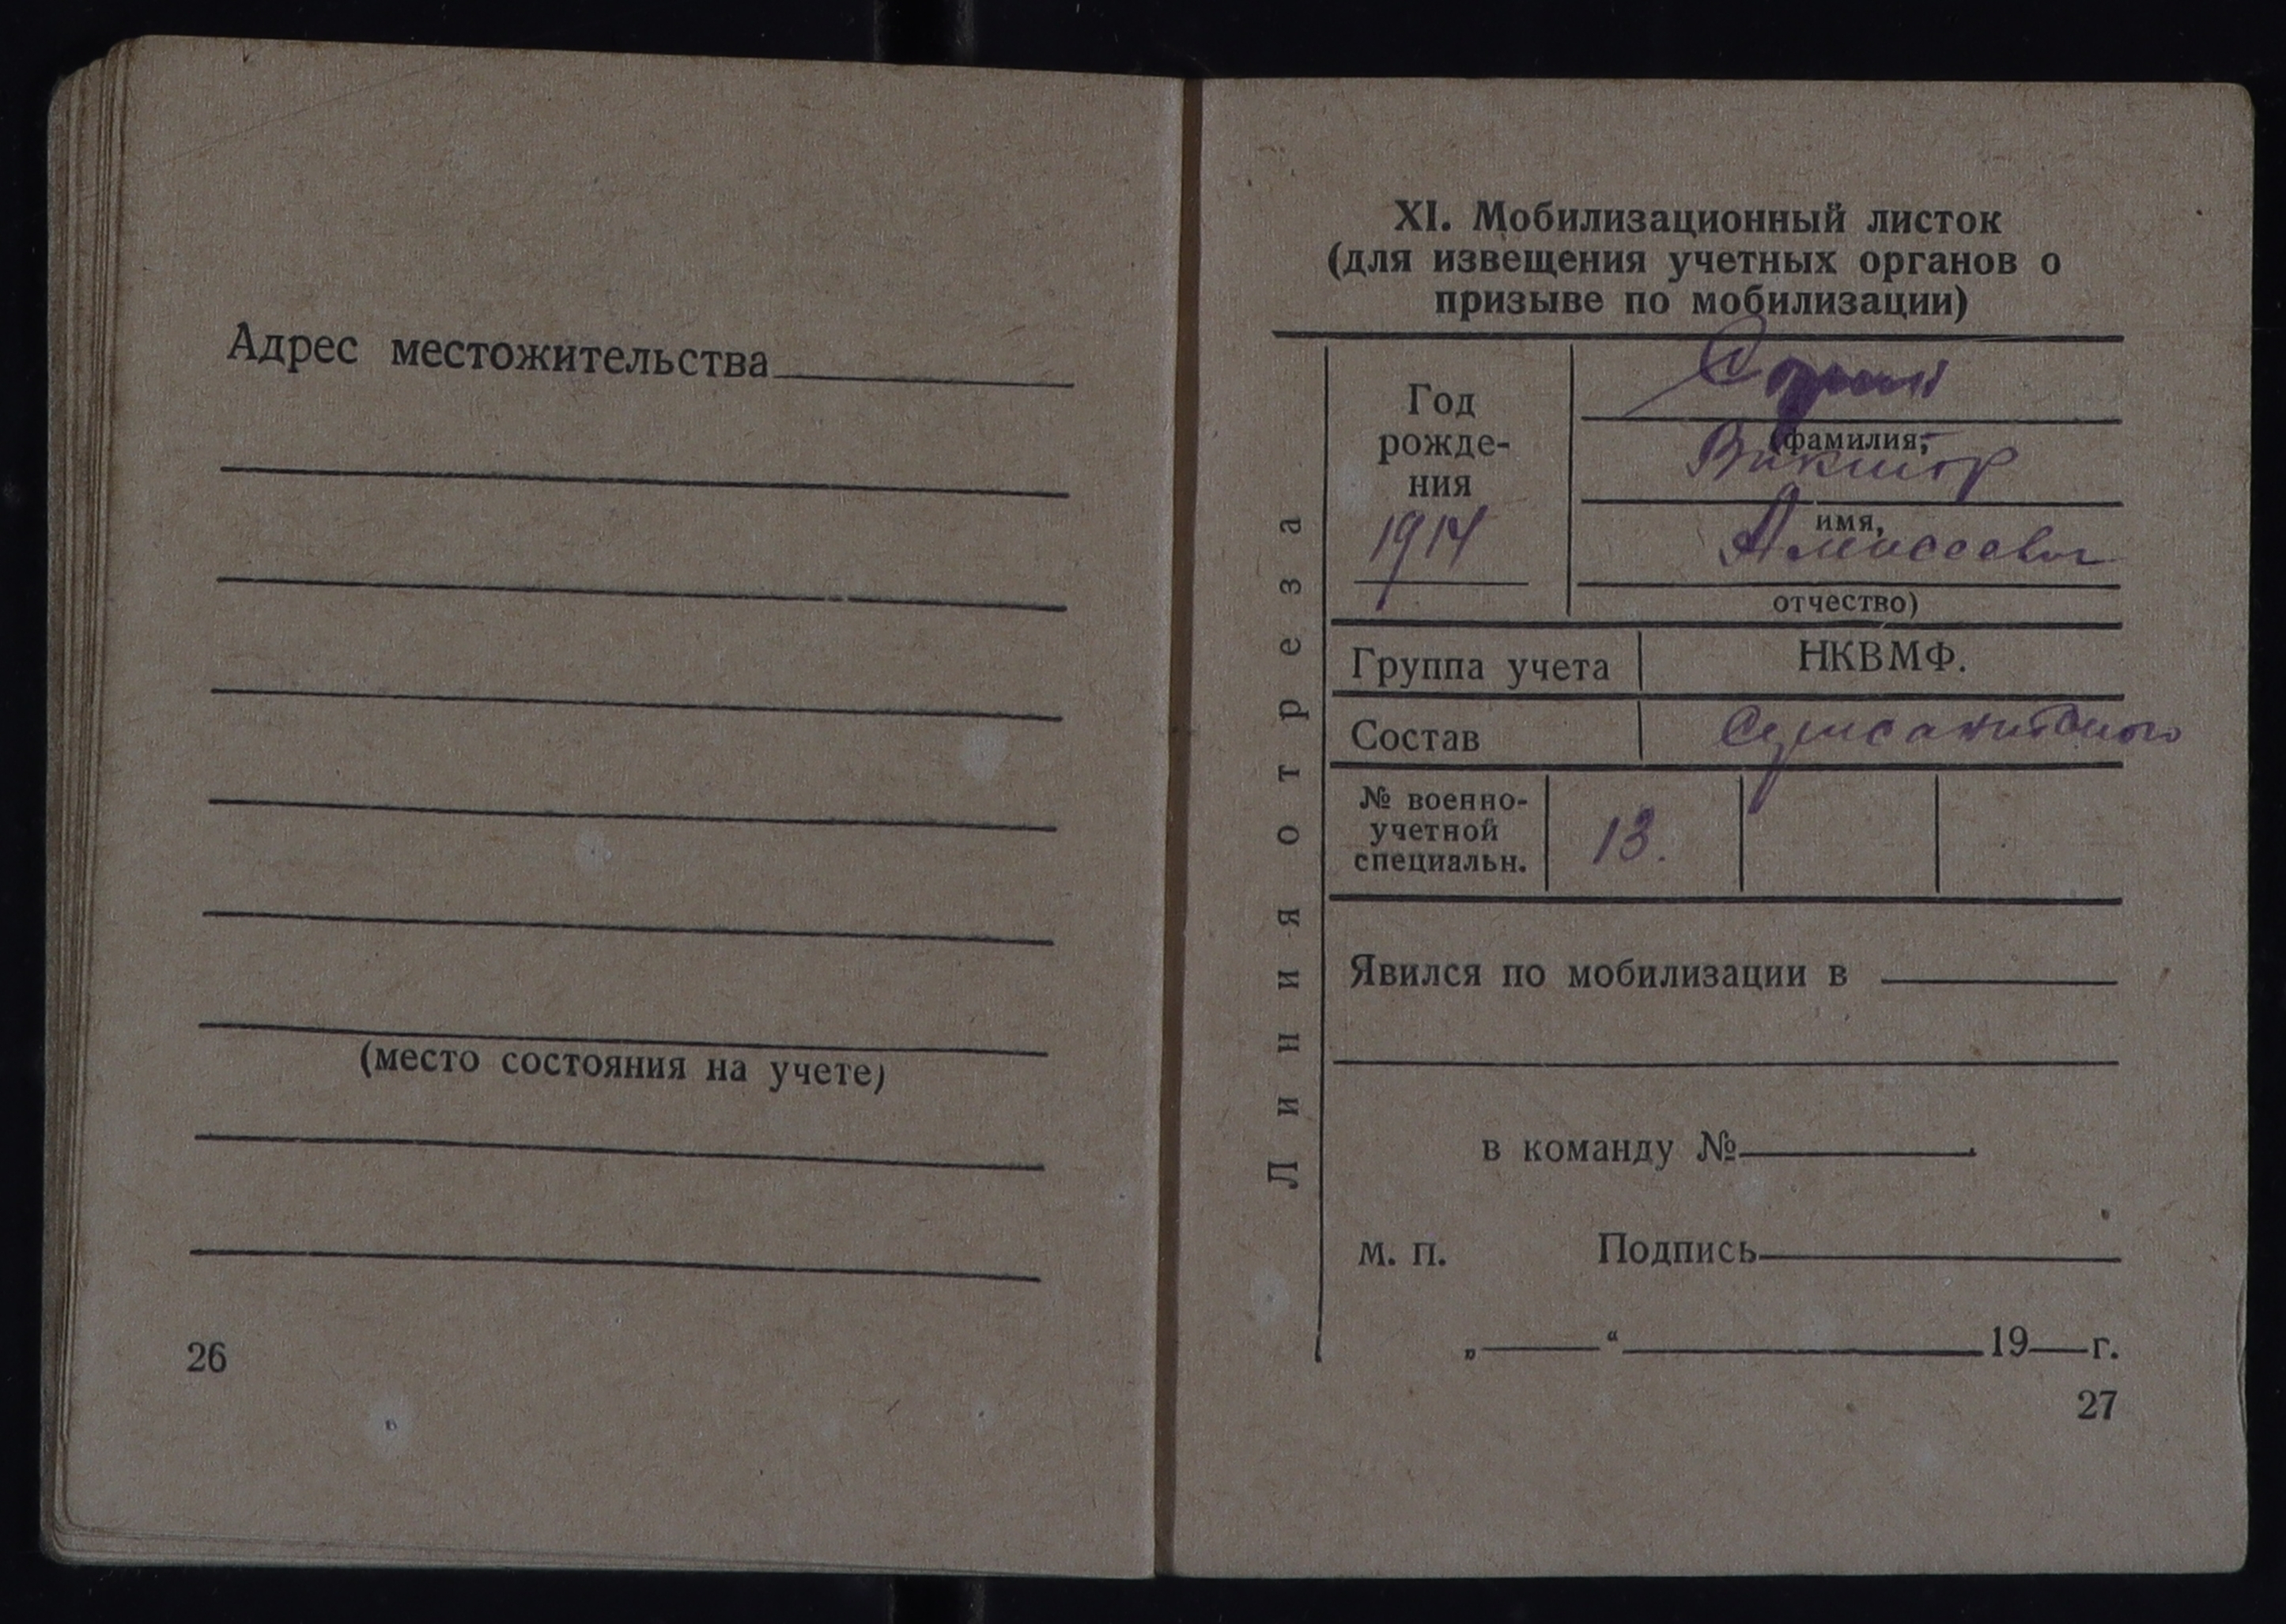 Адрес местожительства
(место состояния на учете)
26
XI. Мобилизационный листок
(для извещения учетных органов о
призыве по мобилизации)
Год
рожде-
ния
1914
(фамилия,
Виктор
имя,
отчество)
Группа учета
НКВМФ.
Состав
№ военно-
учетной
специальн.
13.
Явился по мобилизации в
в команду №
М. П. Подпись
„ “ 19 г.
27
Линия отреза